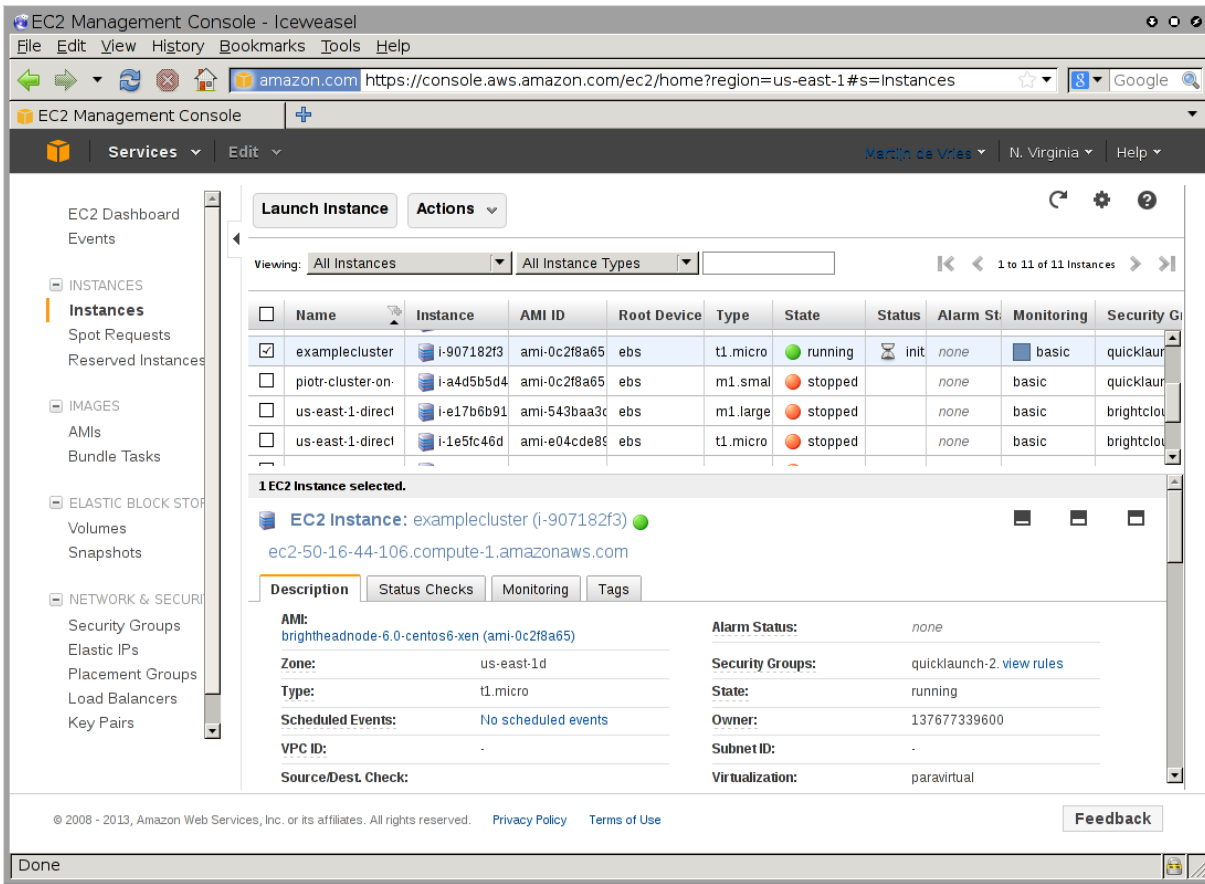 EC2 Management Console - Iceweasel
File Edit View History Bookmarks Tools Help
amazon.com https://console.aws.amazon.com/ec2/home?region=us-east-1#s=Instances 8 Google
EC2 Management Console
Services Edit Martijn de Vries N. Virginia Help
EC2 Dashboard
Events
INSTANCES
Instances
Spot Requests
Reserved Instances
IMAGES
AMIs
Bundle Tasks
ELASTIC BLOCK STOR
Volumes
Snapshots
NETWORK & SECURI
Security Groups
Elastic IPs
Placement Groups
Load Balancers
Key Pairs
Launch Instance Actions
Viewing: All Instances All Instance Types 1 to 11 of 11 Instances
Name Instance AMI ID Root Device Type State Status Alarm St Monitoring Security G
examplecluster i-907182f3 ami-0c2f8a65 ebs t1.micro running init none basic quicklaun
piotr-cluster-on- i-a4d5b5d4 ami-0c2f8a65 ebs m1.smal stopped none basic quicklaur
us-east-1-direct i-e17b6b91 ami-543baa3c ebs m1.large stopped none basic brightclou
us-east-1-direct i-1e5fc46d ami-e04cde89 ebs t1.micro stopped none basic brightclou
1 EC2 Instance selected.
EC2 Instance: examplecluster (i-907182f3)
ec2-50-16-44-106.compute-1.amazonaws.com
Description Status Checks Monitoring Tags
AMI:
brightheadnode-6.0-centos6-xen (ami-0c2f8a65)
Alarm Status: none
Zone: us-east-1d
Security Groups: quicklaunch-2. view rules
Type: t1.micro
State: running
Scheduled Events: No scheduled events
Owner: 137677339600
VPC ID: -
Subnet ID: -
Source/Dest. Check:
Virtualization: paravirtual
© 2008 - 2013, Amazon Web Services, Inc. or its affiliates. All rights reserved. Privacy Policy Terms of Use
Feedback
Done